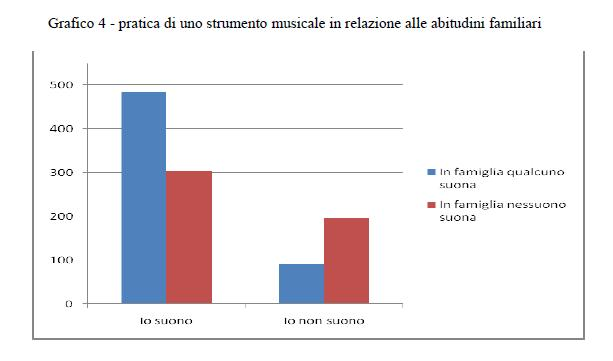 Grafico 4 - pratica di uno strumento musicale in relazione alle abitudini familiari
500
400
300
200
100
0
Io suono
Io non suono
In famiglia qualcuno
suona
In famiglia nessuono
suona